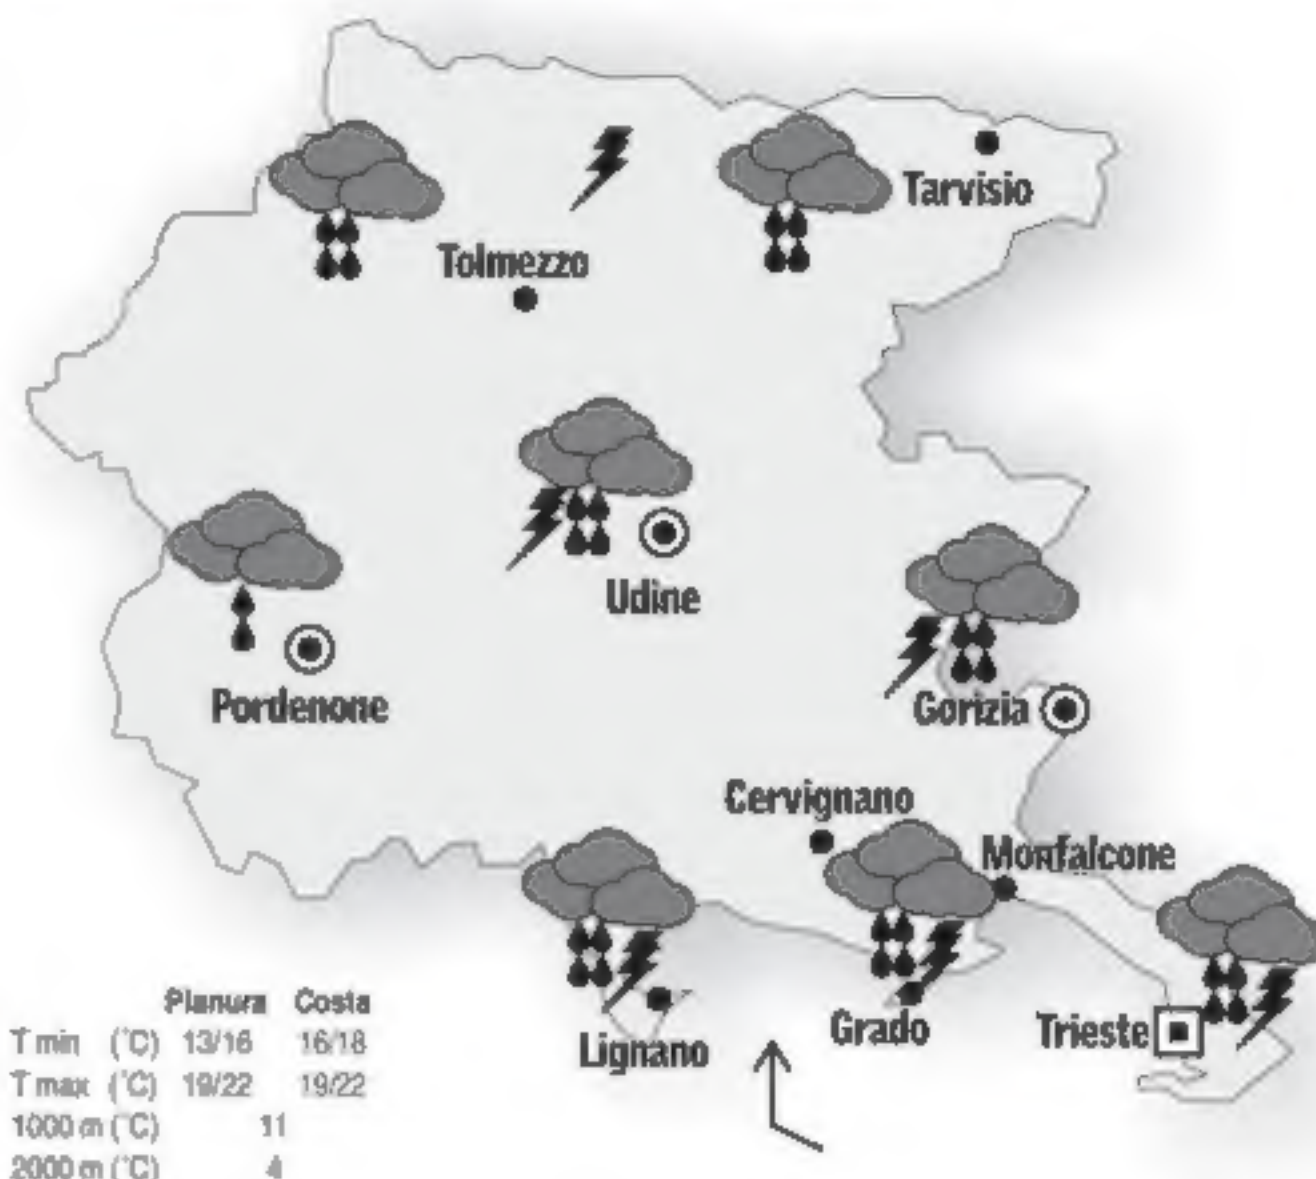 Tarvisio
Tolmezzo
Udine
Pordenone
Gorizia
Cervignano
Monfalcone
Grado
Trieste
Lignano
Planura Costa
T min (°C) 13/16 16/18
T max (°C) 19/22 19/22
1000 m (°C) 11
2000 m (°C) 4